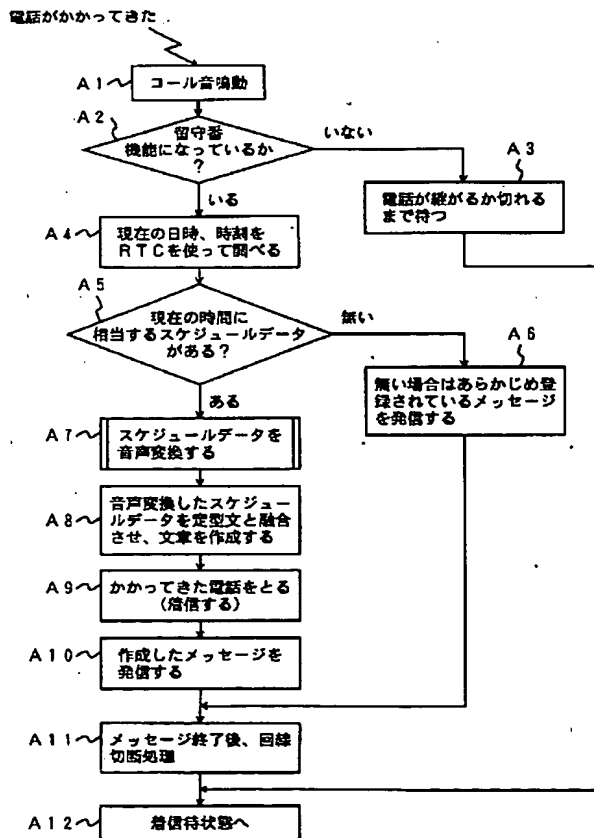 電話がかかってきた
A1
コール音鳴動
A2
留守番
機能になっているか
?
いない
A3
電話が継がるか切れる
まで待つ
いる
A4
現在の日時、時刻を
RTCを使って調べる
A5
現在の時間に
相当するスケジュールデータ
がある?
無い
A6
無い場合はあらかじめ登
録されているメッセージ
を発信する
ある
A7
スケジュールデータを
音声変換する
A8
音声変換したスケジュー
ルデータを定型文と融合
させ、文章を作成する
A9
かかってきた電話をとる
(着信する)
A10
作成したメッセージを
発信する
A11
メッセージ終了後、回線
切断処理
A12
着信待状態へ